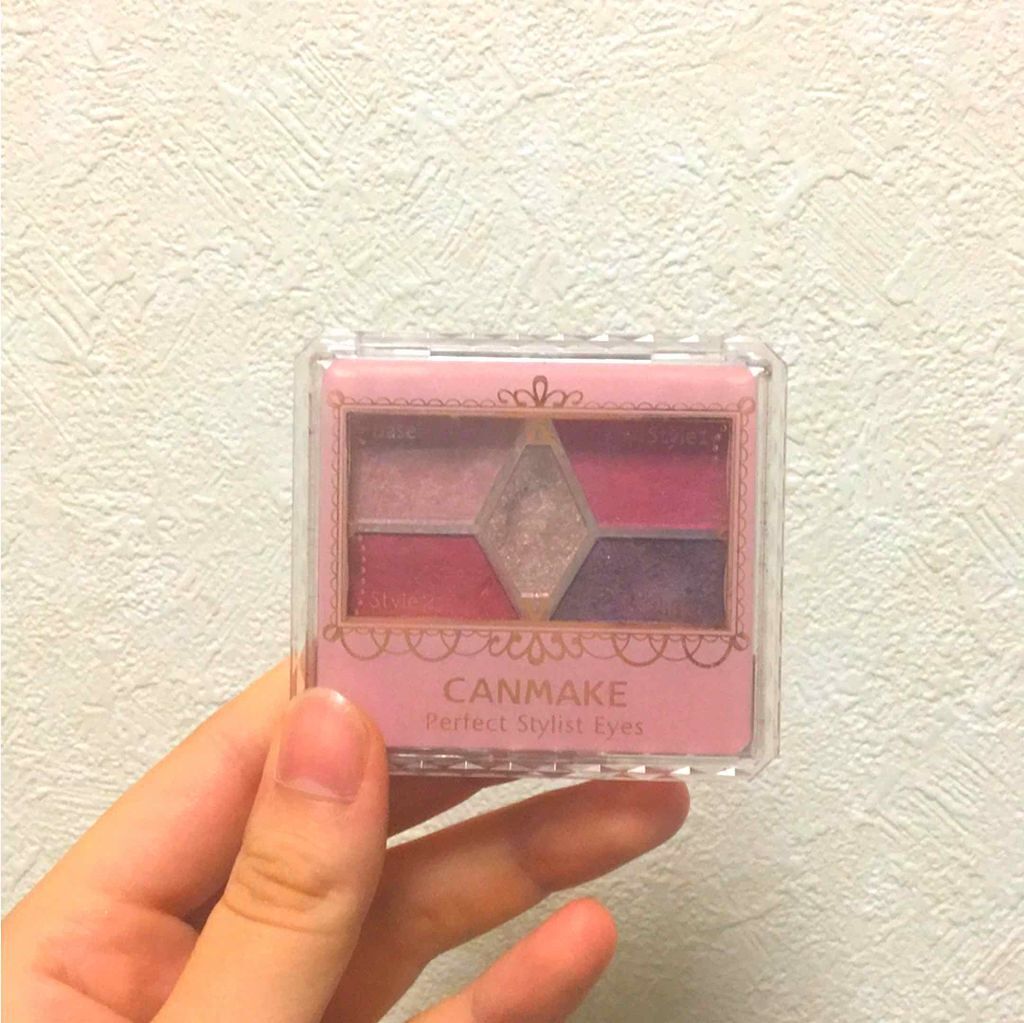 Base
Style1
Style2
CANMAKE
Perfect Stylist Eyes